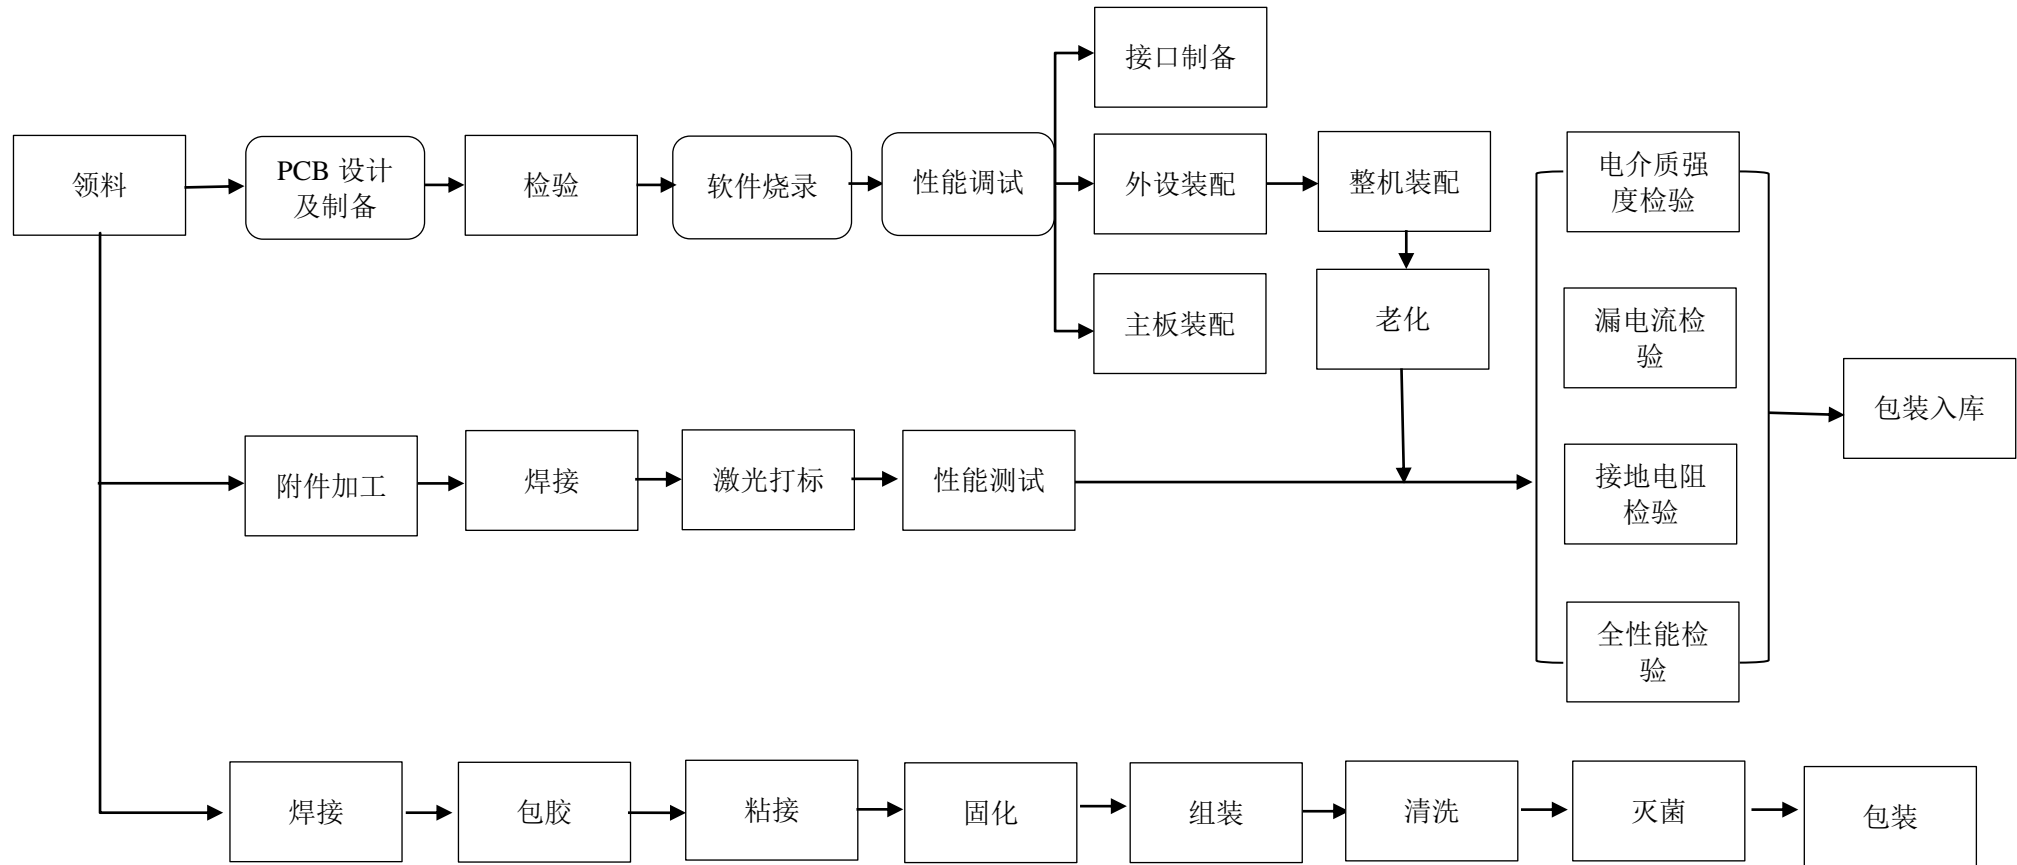 接口制备
领料
PCB 设计
及制备
检验
软件烧录
性能调试
外设装配
整机装配
电介质强
度检验
主板装配
老化
漏电流检
验
包装入库
附件加工
焊接
激光打标
性能测试
接地电阻
检验
全性能检
验
焊接
包胶
粘接
固化
组装
清洗
灭菌
包装